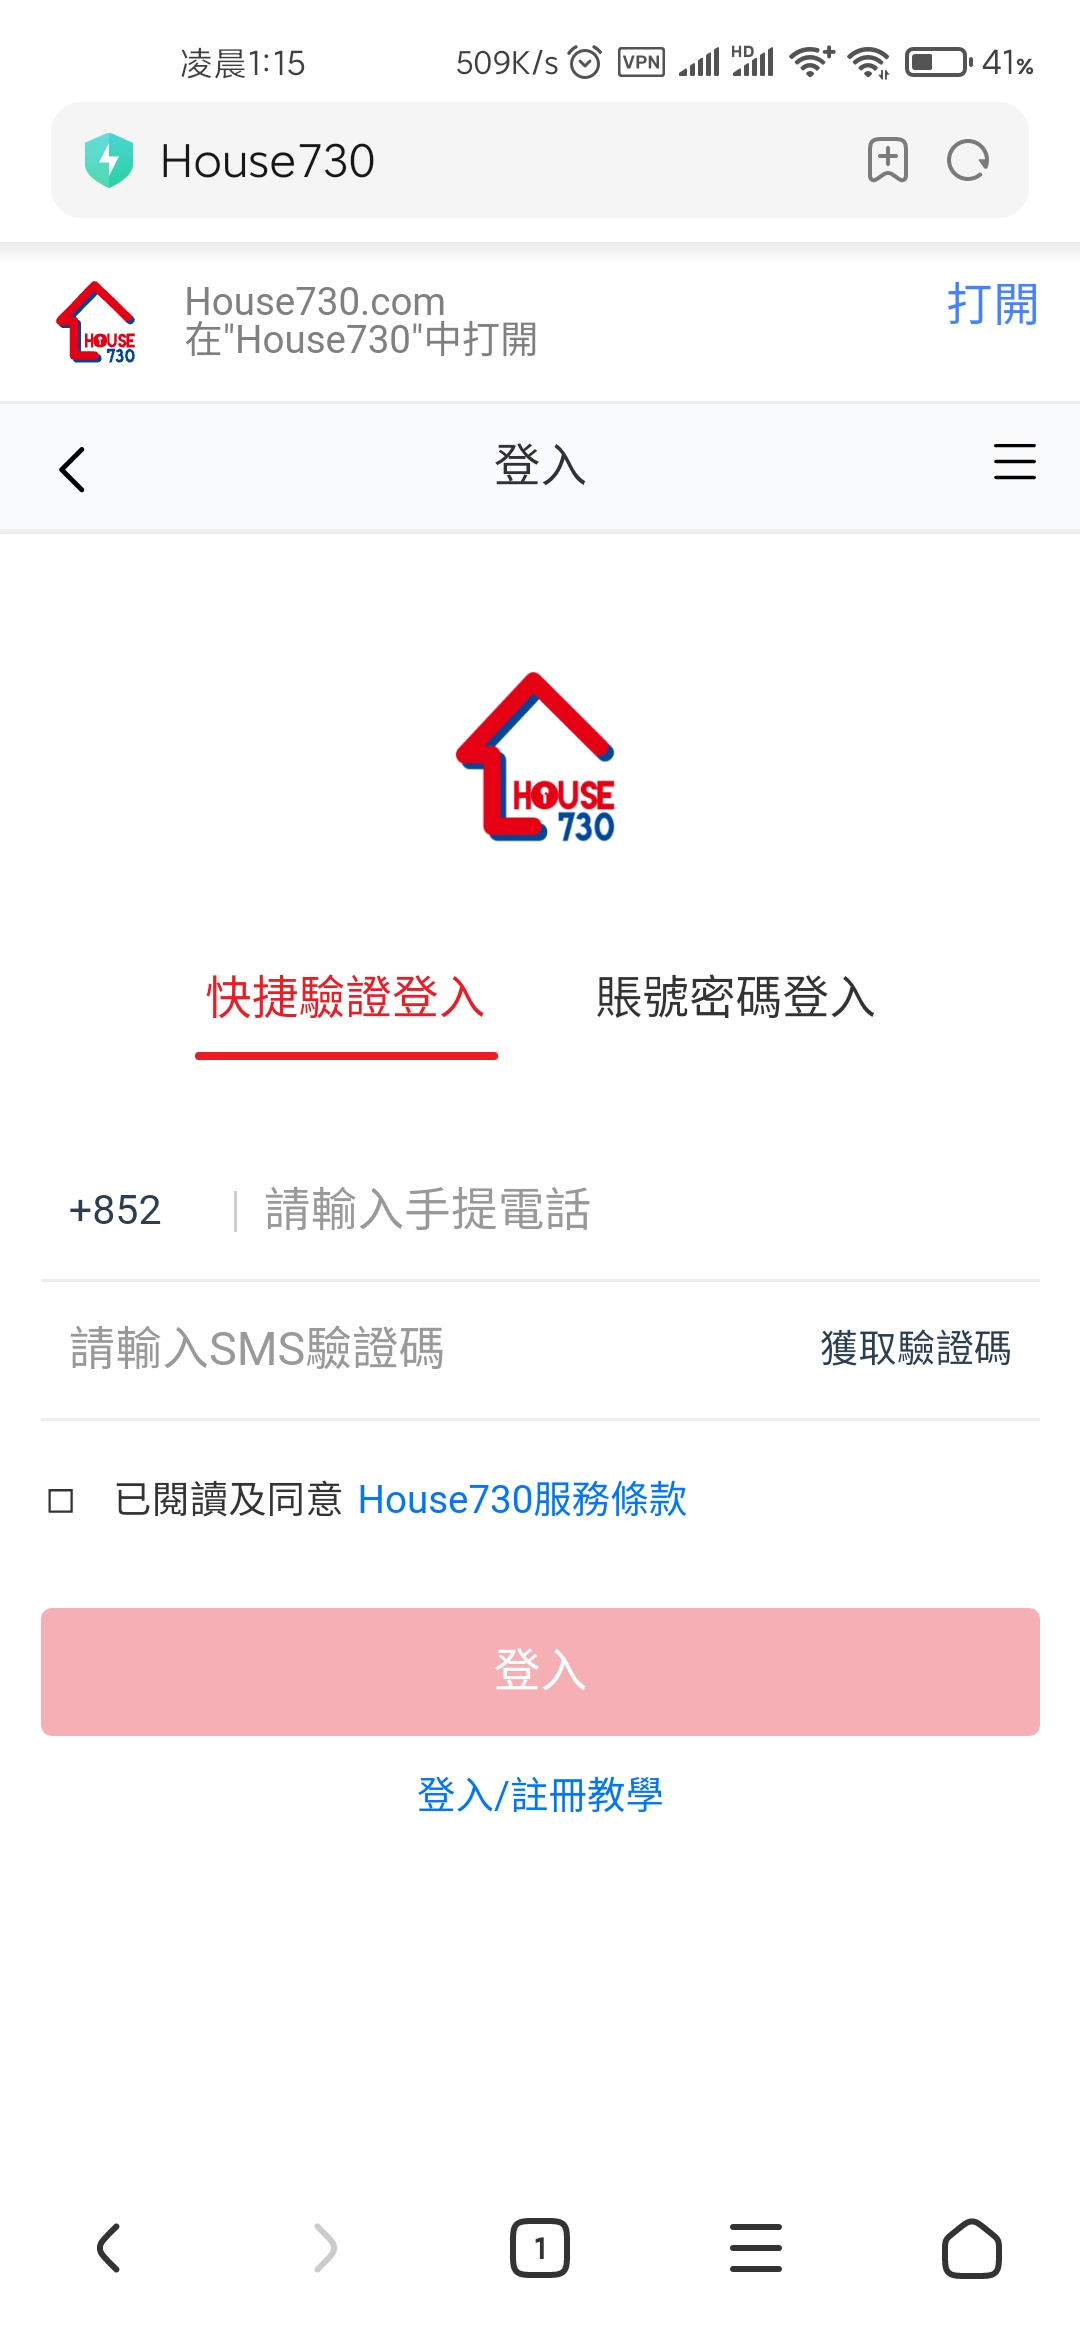 凌晨1:15 509K/s VPN HD 41%
House730
House730.com
打開
在"House730"中打開
HOUSE
730
登入
HOUSE
730
快捷驗證登入 賬號密碼登入
+852 請輸入手提電話
請輸入SMS驗證碼 獲取驗證碼
已閱讀及同意 House730服務條款
登入
登入/註冊教學
1